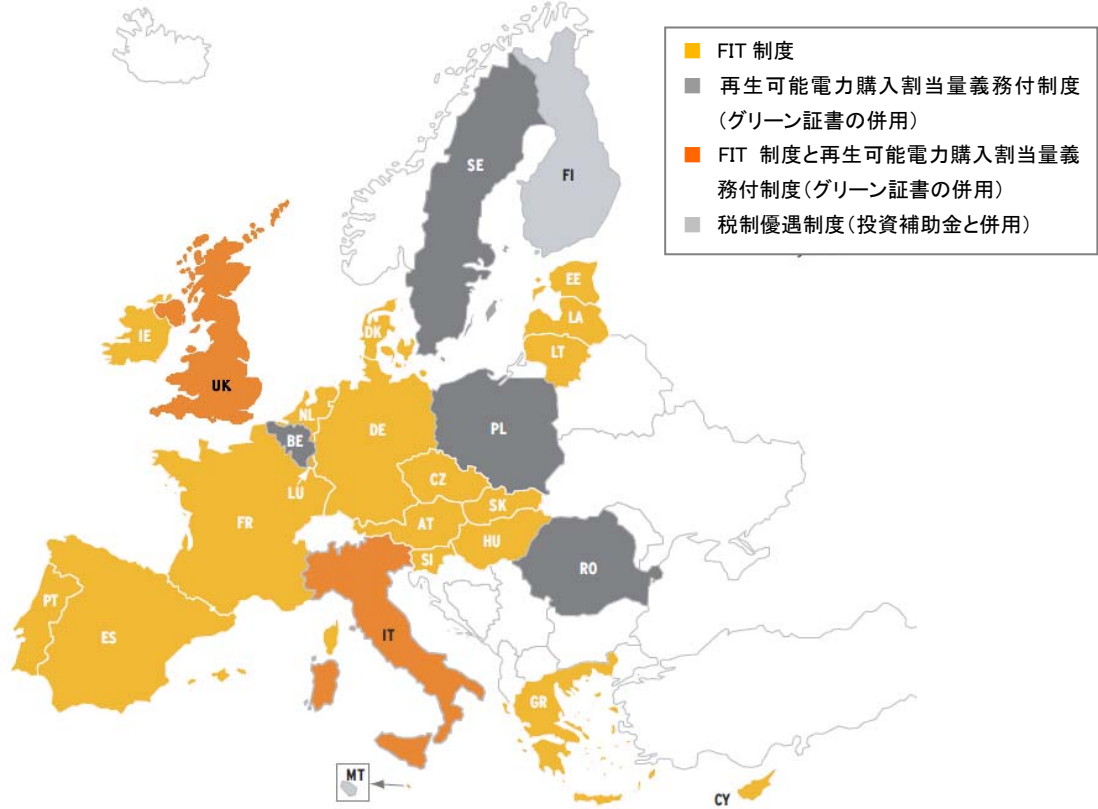 FIT 制度
再生可能電力購入割当量義務付制度
(グリーン証書の併用)
FIT 制度と再生可能電力購入割当量義
務付制度(グリーン証書の併用)
税制優遇制度(投資補助金と併用)
SE
FI
EE
LA
LT
DK
IE
UK
NL
BE
DE
PL
LU
CZ
SK
FR
AT
HU
SI
RO
PT
ES
IT
GR
MT
CY